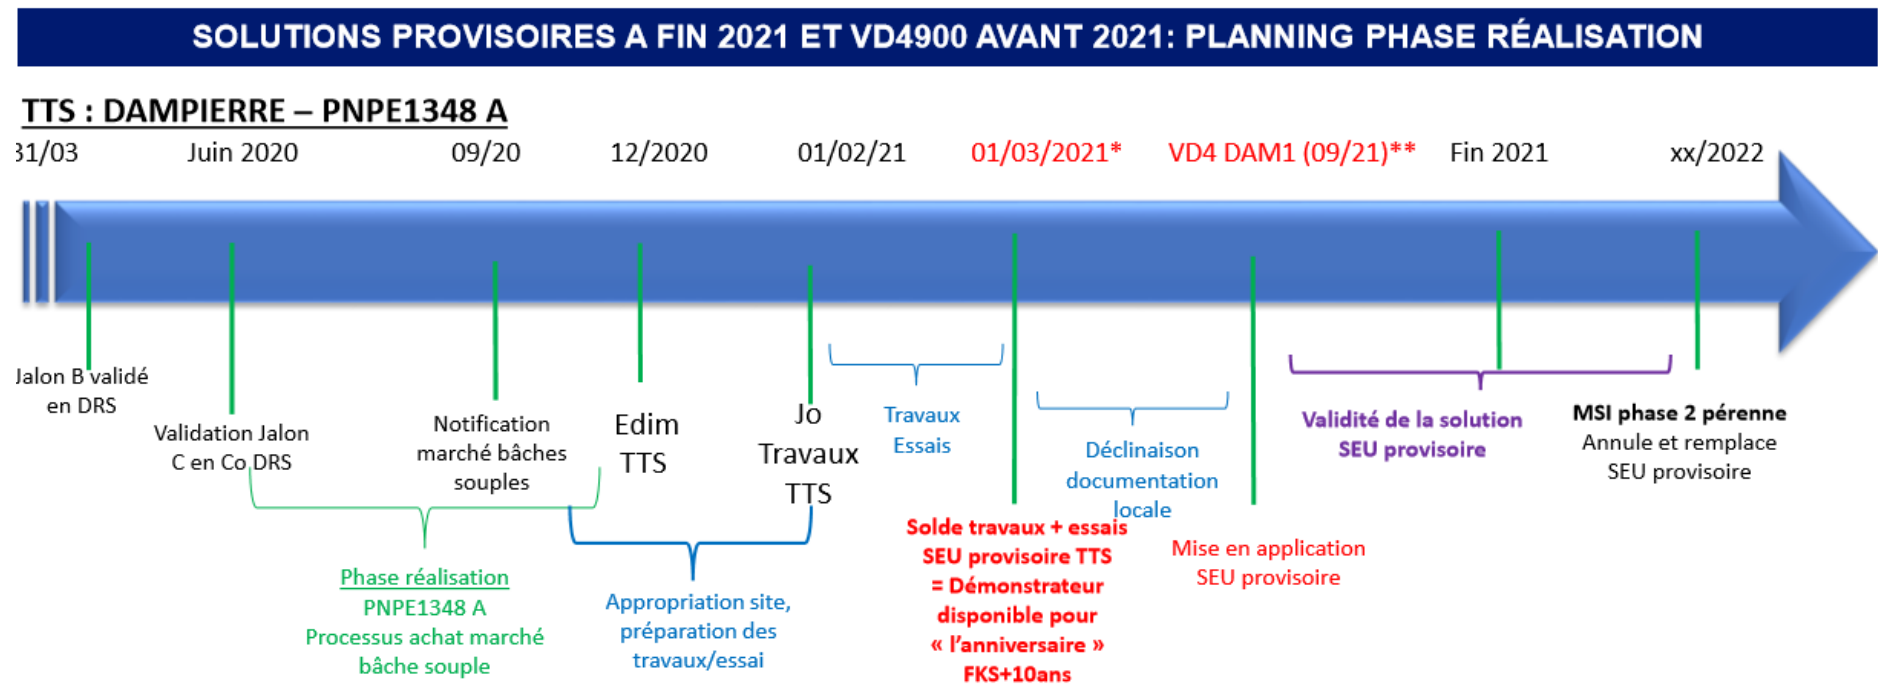 SOLUTIONS PROVISOIRES A FIN 2021 ET VD4900 AVANT 2021: PLANNING PHASE RÉALISATION
TTS : DAMPIERRE – PNPE1348 A
31/03
Juin 2020
09/20
12/2020
01/02/21
01/03/2021*
VD4 DAM1 (09/21)**
Fin 2021
xx/2022
Jalon B validé
en DRS
Validation Jalon
C en Co DRS
Notification
marché bâches
souples
Edim
TTS
Jo
Travaux
TTS
Travaux
Essais
Déclinaison
documentation
locale
Validité de la solution
SEU provisoire
MSI phase 2 pérenne
Annule et remplace
SEU provisoire
Phase réalisation
PNPE1348 A
Processus achat marché
bâche souple
Appropriation site,
préparation des
travaux/essai
Solde travaux + essais
SEU provisoire TTS
= Démonstrateur
disponible pour
« l’anniversaire »
FKS+10ans
Mise en application
SEU provisoire